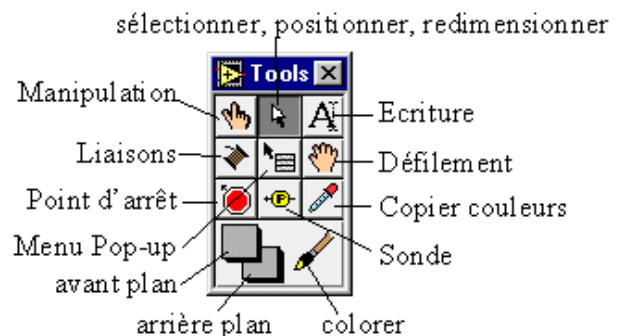 sélectionner, positionner, redimensionner
Tools
Manipulation
A
Ecriture
Liaisons
Défilement
Point d'arrêt
P
Copier couleurs
Menu Pop-up
Sonde
avant plan
arrière plan
colorer